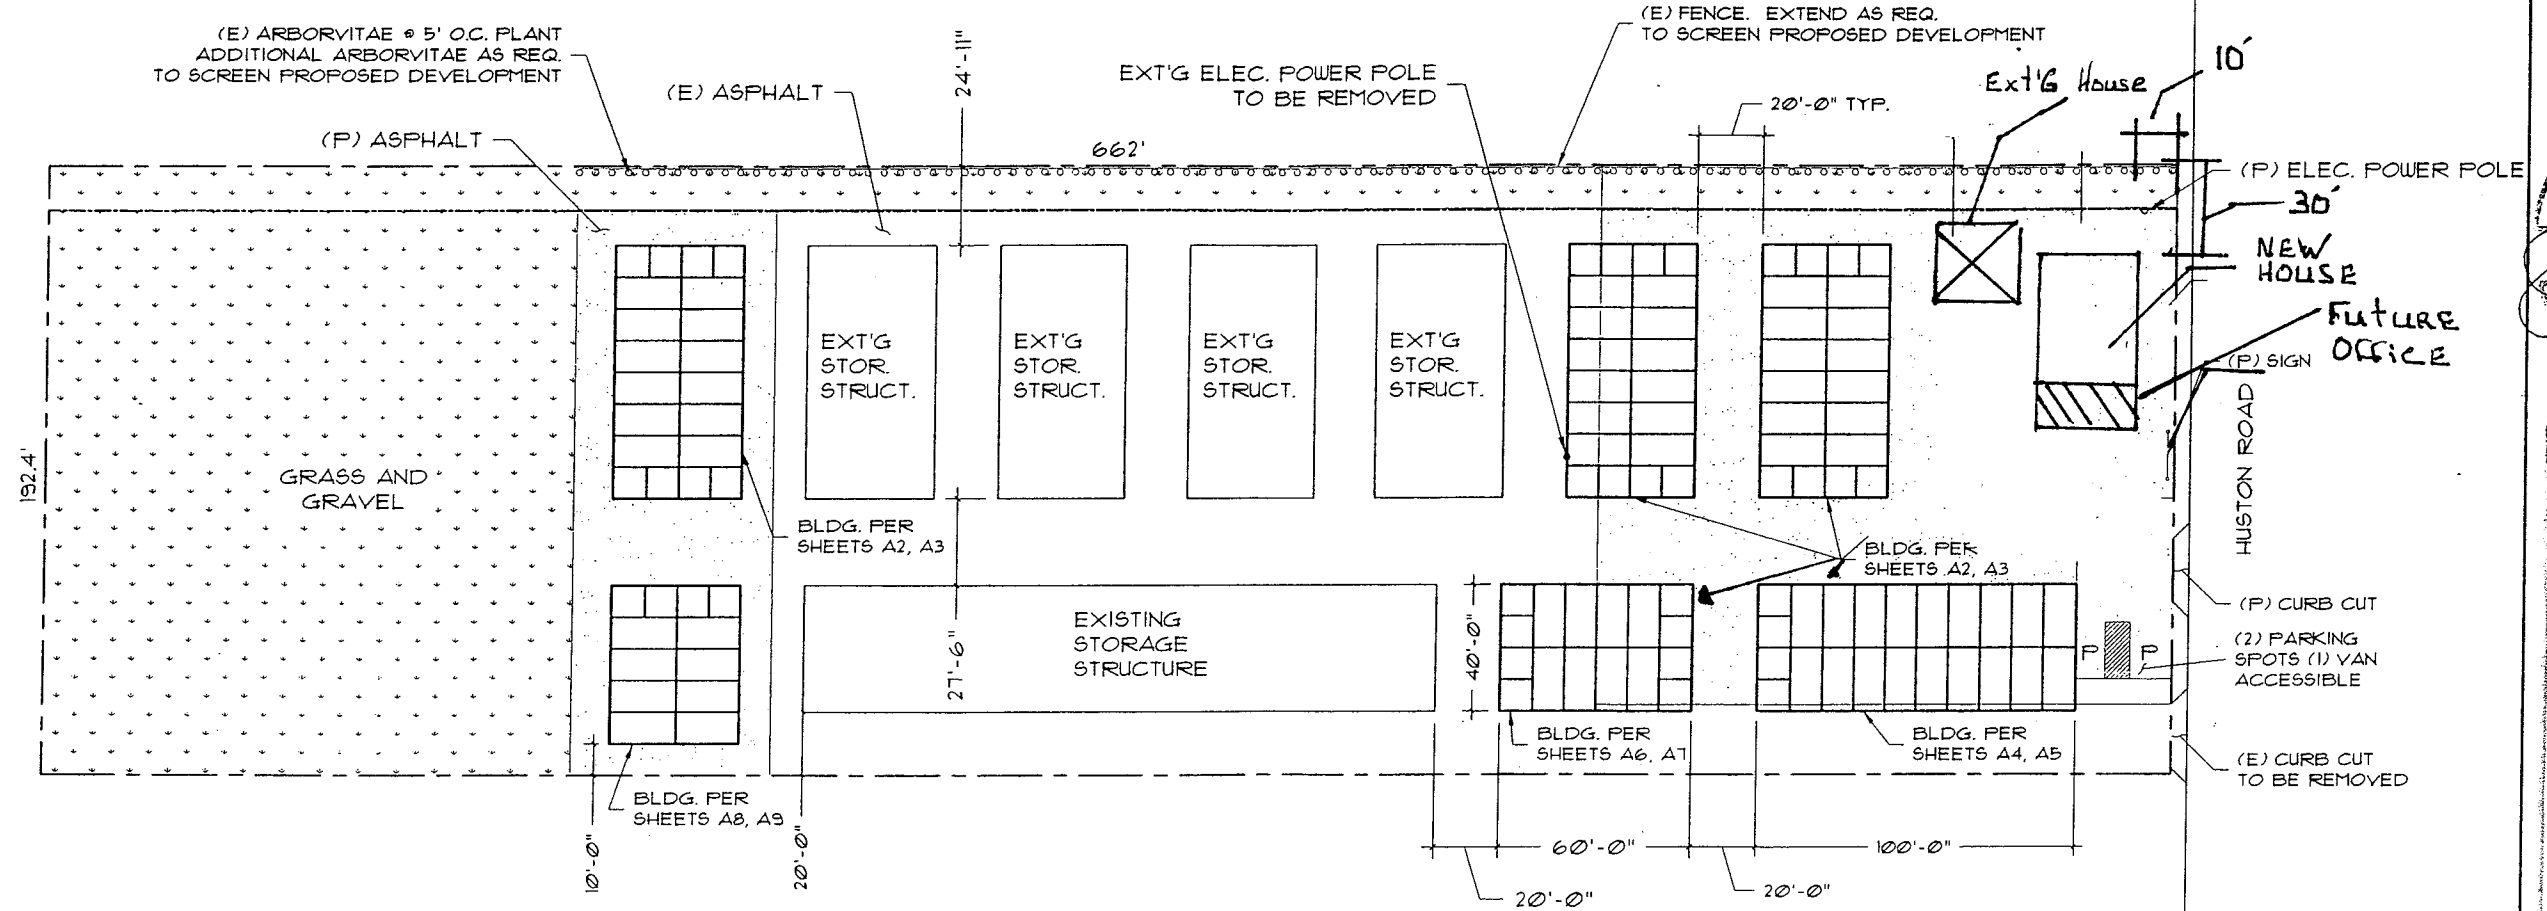 (E) ARBORVITAE @ 5' O.C. PLANT
ADDITIONAL ARBORVITAE AS REQ.
TO SCREEN PROPOSED DEVELOPMENT
(E) ASPHALT
(P) ASPHALT
24'-11"
662'
EXT'G ELEC. POWER POLE
TO BE REMOVED
(E) FENCE. EXTEND AS REQ.
TO SCREEN PROPOSED DEVELOPMENT
20'-0" TYP.
Ext'G House
10'
(P) ELEC. POWER POLE
30'
NEW
HOUSE
FUTURE
OFFICE
(P) SIGN
HUSTON ROAD
192.4'
GRASS AND
GRAVEL
EXT'G
STOR.
STRUCT.
EXT'G
STOR.
STRUCT.
EXT'G
STOR.
STRUCT.
EXT'G
STOR.
STRUCT.
BLDG. PER
SHEETS A2, A3
BLDG. PER
SHEETS A2, A3
27'-6"
EXISTING
STORAGE
STRUCTURE
40'-0"
P P
(P) CURB CUT
(2) PARKING
SPOTS (1) VAN
ACCESSIBLE
(E) CURB CUT
TO BE REMOVED
BLDG. PER
SHEETS A6, A7
BLDG. PER
SHEETS A4, A5
BLDG. PER
SHEETS A8, A9
10'-0"
20'-0"
60'-0"
100'-0"
20'-0"
20'-0"